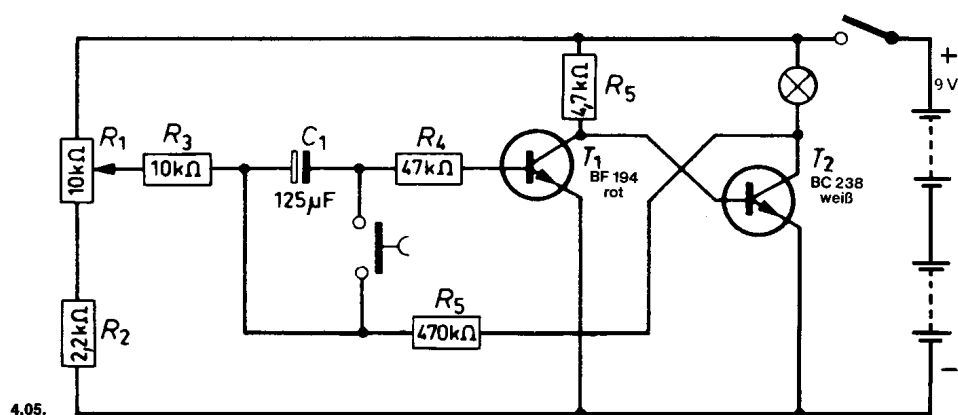 +
9 V
R5
4,7kΩ
R1
10kΩ
R3
10kΩ
C1
125µF
R4
47kΩ
T1
BF 194
rot
T2
BC 238
weiß
R5
470kΩ
R2
2,2kΩ
−
4.05.